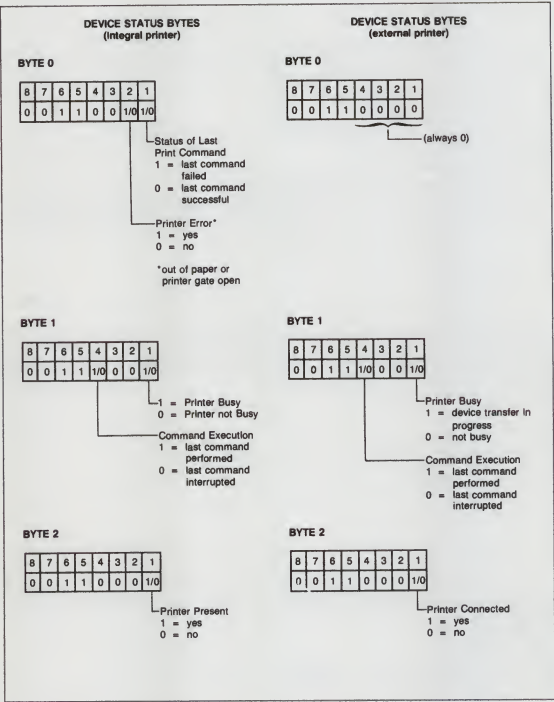 DEVICE STATUS BYTES
(integral printer)
BYTE 0
8 7 6 5 4 3 2 1
0 0 1 1 0 0 1/0 1/0
Status of Last
Print Command
1 = last command
failed
0 = last command
successful
Printer Error*
1 = yes
0 = no
*out of paper or
printer gate open
BYTE 1
8 7 6 5 4 3 2 1
0 0 1 1 1/0 0 0 1/0
1 = Printer Busy
0 = Printer not Busy
Command Execution
1 = last command
performed
0 = last command
interrupted
BYTE 2
8 7 6 5 4 3 2 1
0 0 1 1 0 0 0 1/0
Printer Present
1 = yes
0 = no
DEVICE STATUS BYTES
(external printer)
BYTE 0
8 7 6 5 4 3 2 1
0 0 1 1 0 0 0 0
(always 0)
BYTE 1
8 7 6 5 4 3 2 1
0 0 1 1 1/0 0 0 1/0
Printer Busy
1 = device transfer in
progress
0 = not busy
Command Execution
1 = last command
performed
0 = last command
interrupted
BYTE 2
8 7 6 5 4 3 2 1
0 0 1 1 0 0 0 1/0
Printer Connected
1 = yes
0 = no